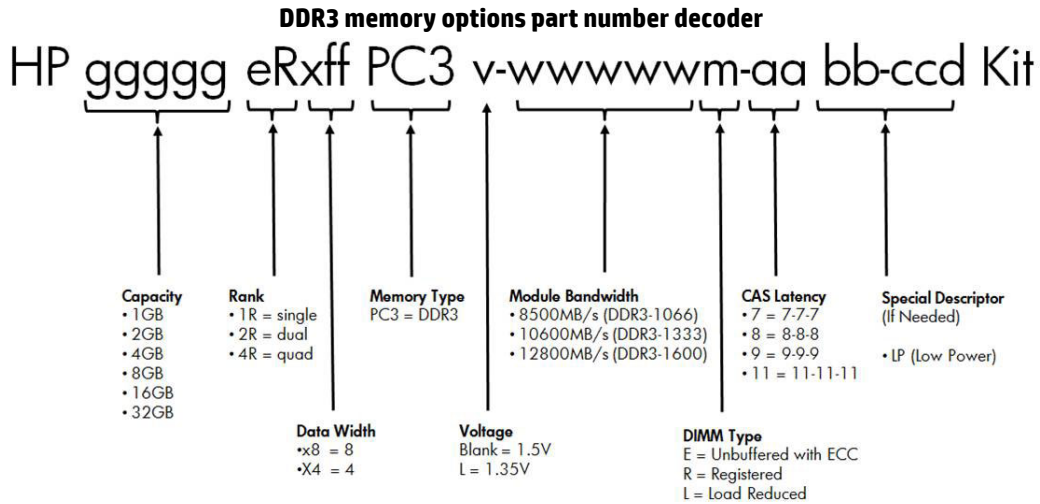 DDR3 memory options part number decoder
HP ggggg eRxff PC3 v-wwwwwm-aa bb-ccd Kit
Capacity
• 1GB
• 2GB
• 4GB
• 8GB
• 16GB
• 32GB
Rank
• 1R = single
• 2R = dual
• 4R = quad
Memory Type
PC3 = DDR3
Module Bandwidth
• 8500MB/s (DDR3-1066)
• 10600MB/s (DDR3-1333)
• 12800MB/s (DDR3-1600)
CAS Latency
• 7 = 7-7-7
• 8 = 8-8-8
• 9 = 9-9-9
• 11 = 11-11-11
Special Descriptor
(If Needed)
• LP (Low Power)
Data Width
•x8 = 8
•X4 = 4
Voltage
Blank = 1.5V
L = 1.35V
DIMM Type
E = Unbuffered with ECC
R = Registered
L = Load Reduced